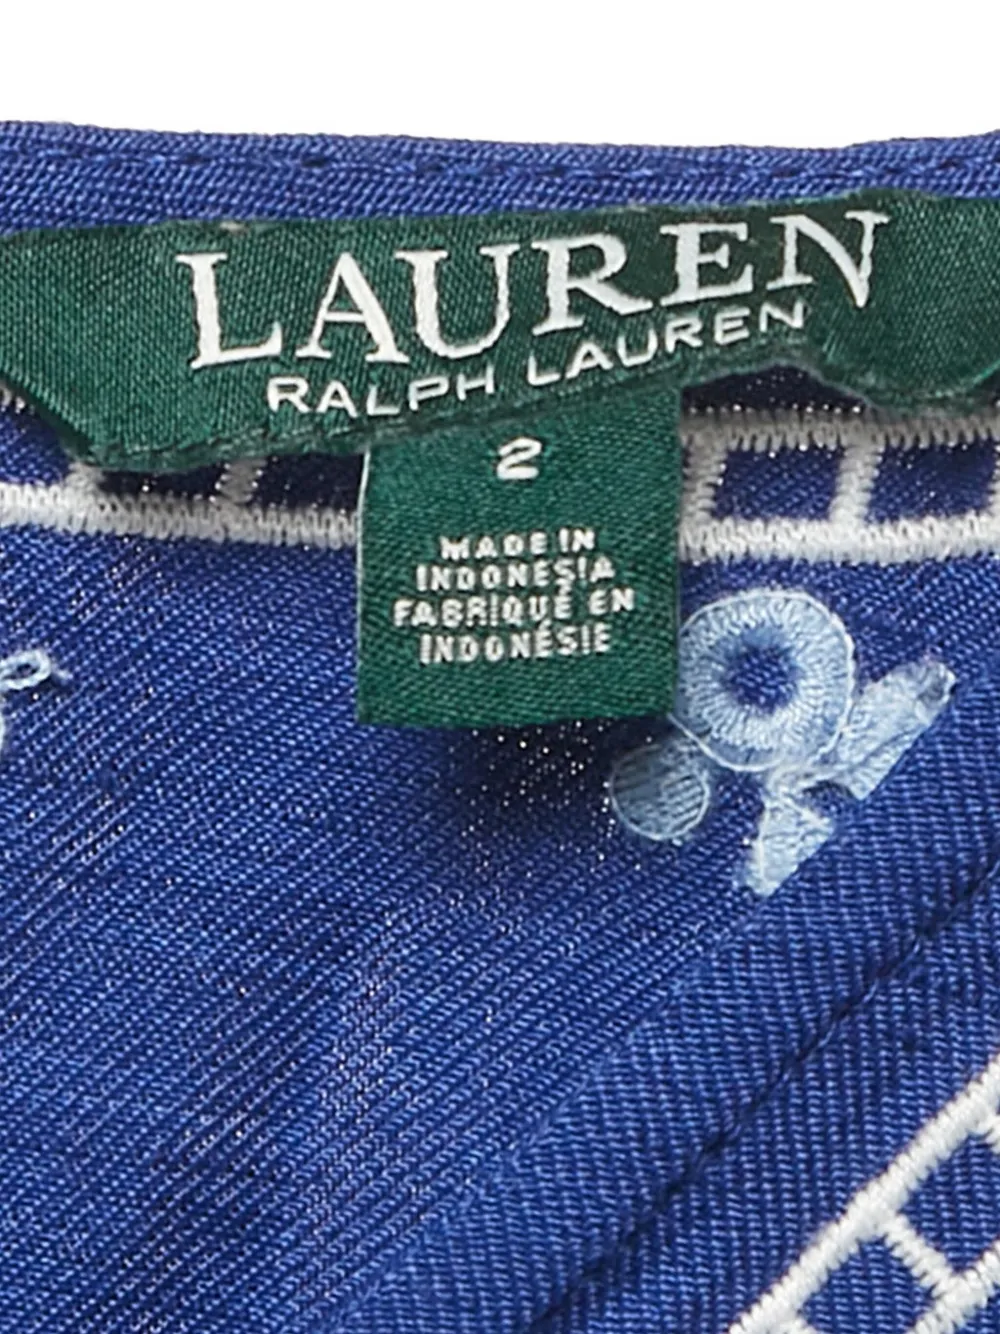 LAUREN
RALPH LAUREN
2
MADE IN
INDONESIA
FABRIQUÉ EN
INDONÉSIE